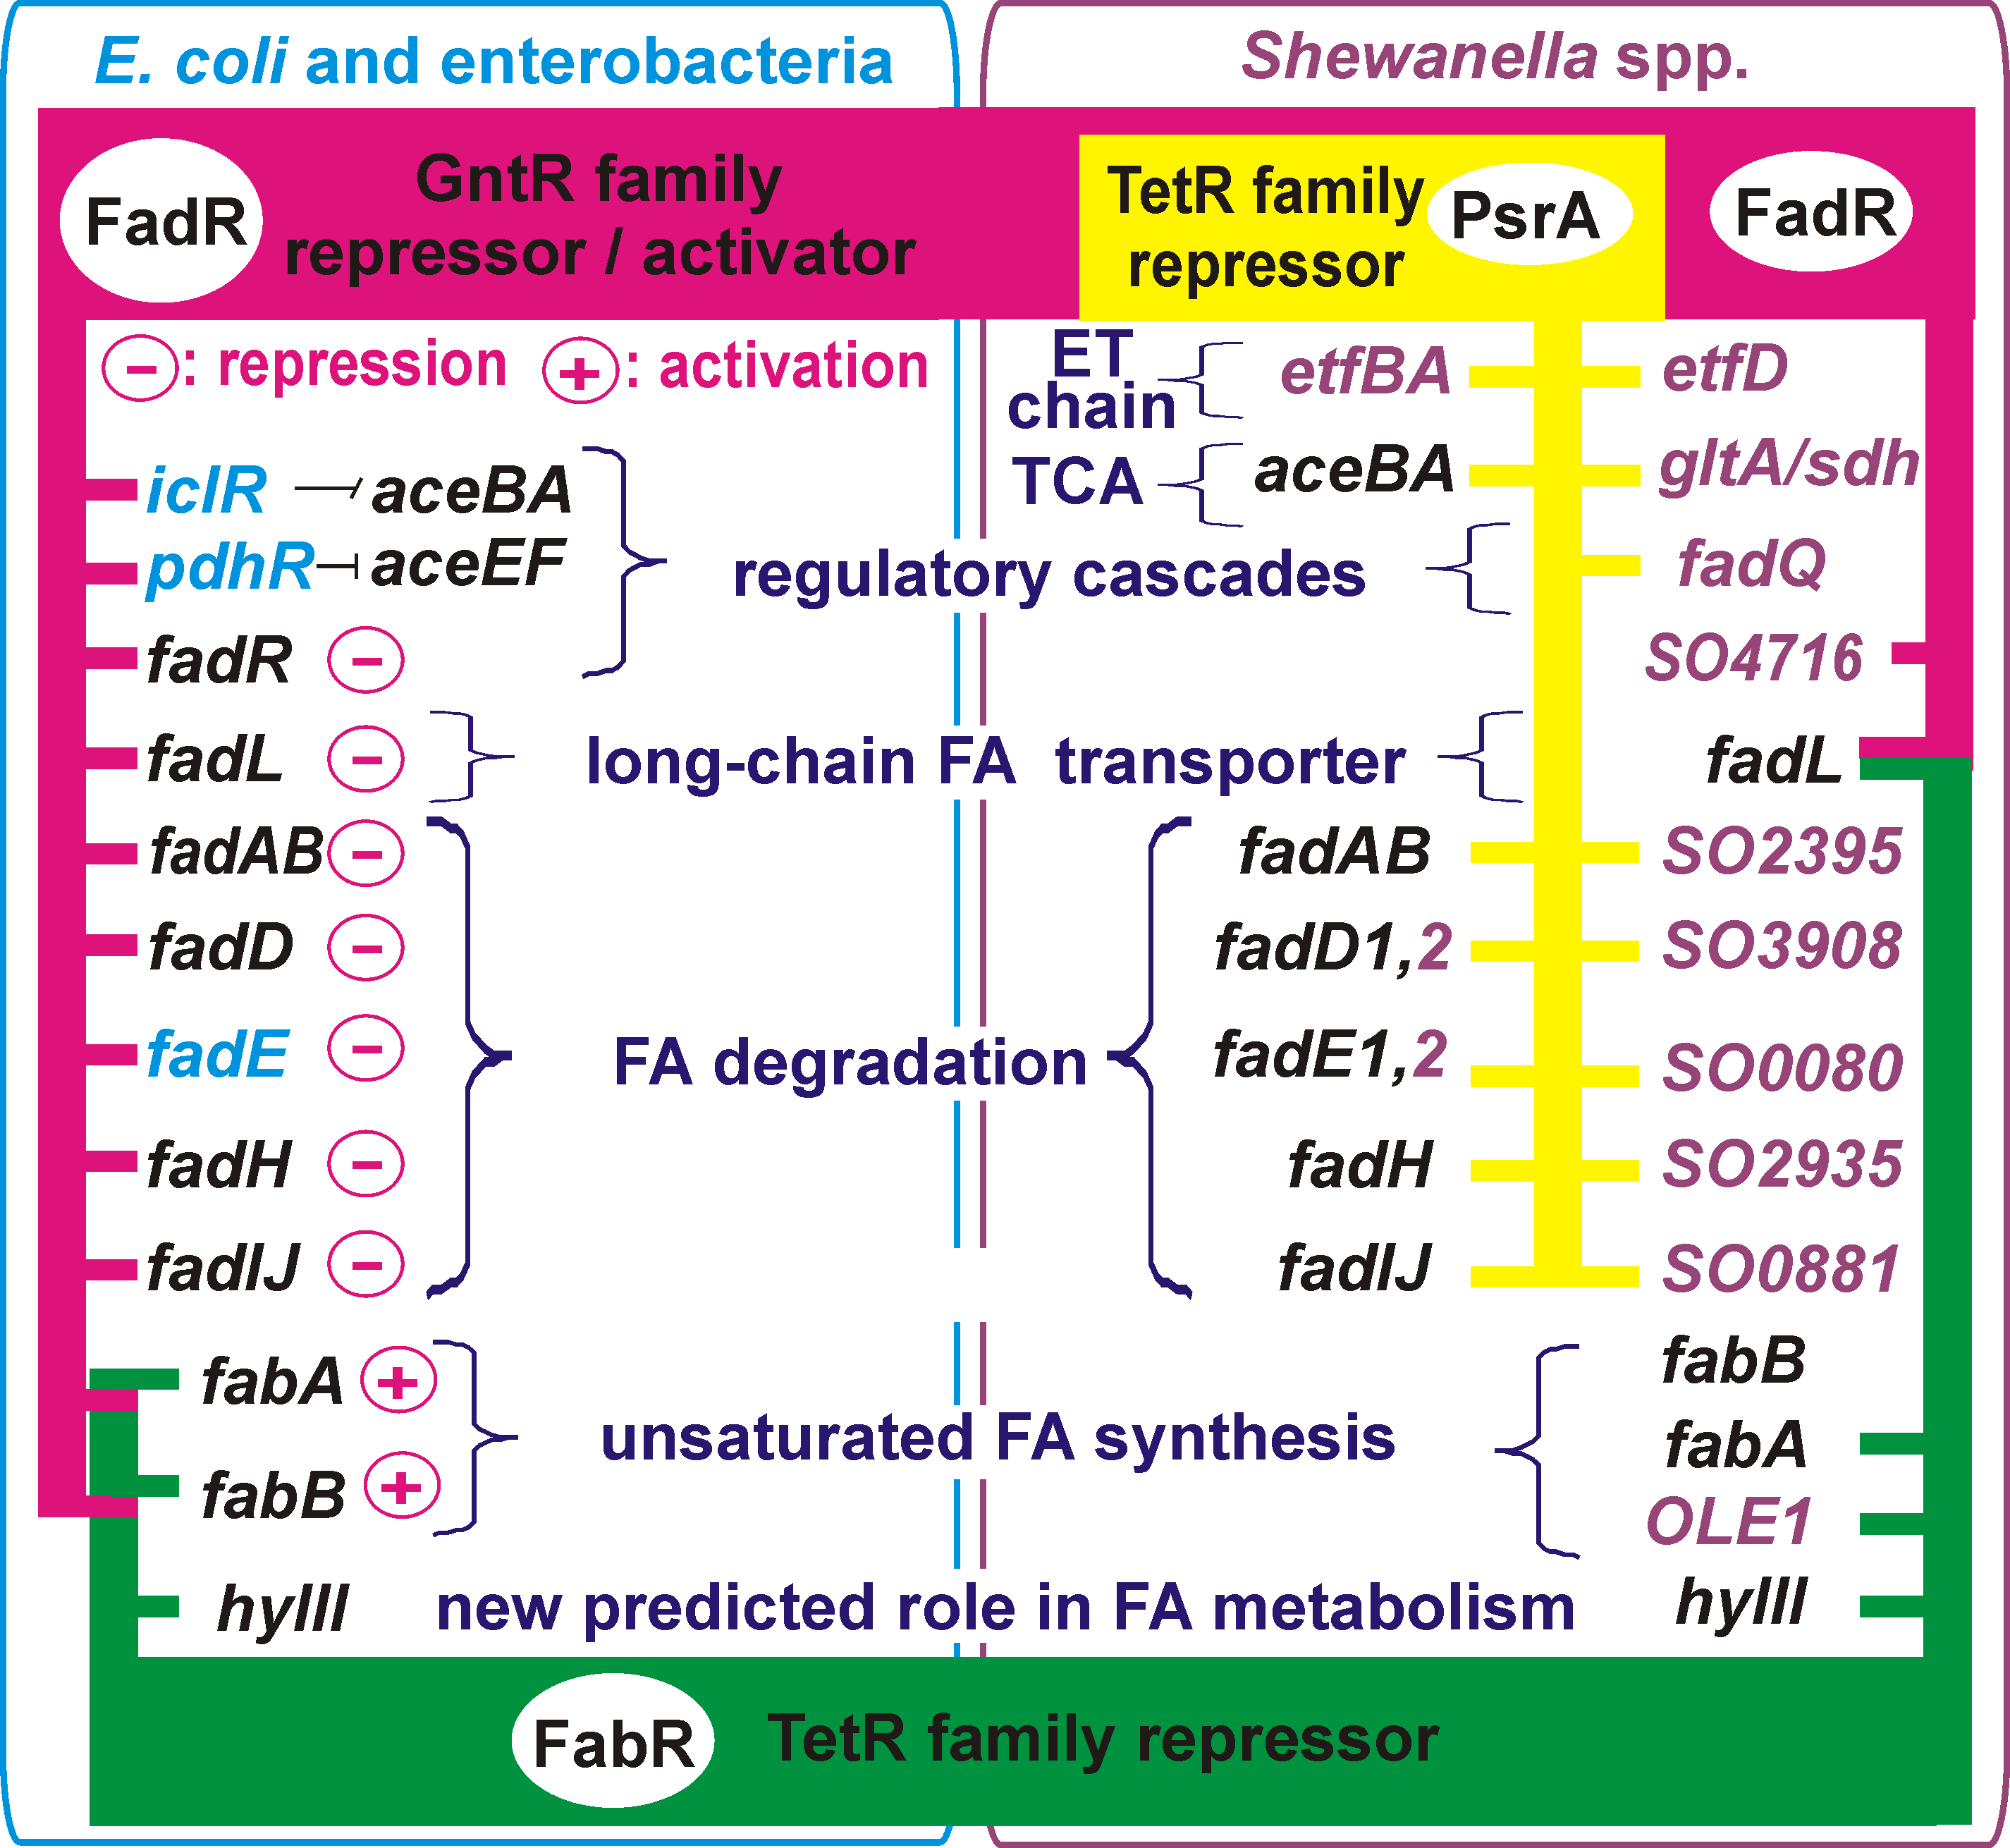 E. coli and enterobacteria
Shewanella spp.
FadR
GntR family
repressor / activator
TetR family
repressor
PsrA
FadR
−: repression
+: activation
ET
chain
etfBA
etfD
iclR
aceBA
TCA
aceBA
gltA/sdh
pdhR
aceEF
regulatory cascades
fadQ
fadR −
SO4716
fadL −
long-chain FA transporter
fadL
fadAB −
fadAB
SO2395
fadD −
fadD1,2
SO3908
fadE −
FA degradation
fadE1,2
SO0080
fadH −
fadH
SO2935
fadIJ −
fadIJ
SO0881
fabA +
fabB
unsaturated FA synthesis
fabA
fabB +
OLE1
hylII
new predicted role in FA metabolism
hylII
FabR
TetR family repressor